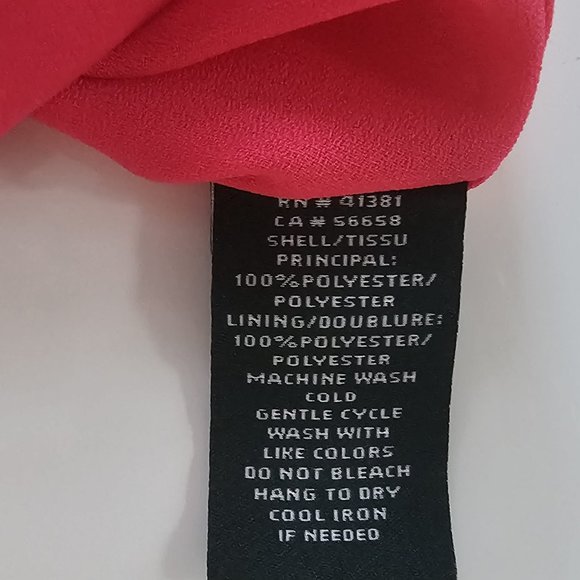 RN # 41381
CA # 56658
SHELL/TISSU
PRINCIPAL:
100%POLYESTER/
POLYESTER
LINING/DOUBLURE:
100%POLYESTER/
POLYESTER
MACHINE WASH
COLD
GENTLE CYCLE
WASH WITH
LIKE COLORS
DO NOT BLEACH
HANG TO DRY
COOL IRON
IF NEEDED